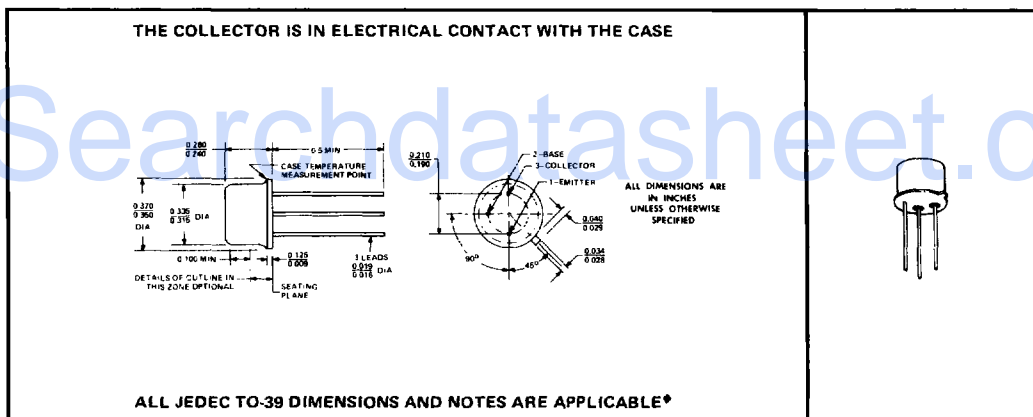 THE COLLECTOR IS IN ELECTRICAL CONTACT WITH THE CASE
Searchdatasheet.c
0.260
0.240
0.5 MIN
CASE TEMPERATURE
MEASUREMENT POINT
0.370
0.350
DIA
0.335
0.315 DIA
0.100 MIN
0.125
0.009
3 LEADS
0.019
0.016 DIA
DETAILS OF OUTLINE IN
THIS ZONE OPTIONAL
SEATING
PLANE
0.210
0.190
2-BASE
3-COLLECTOR
1-EMITTER
90°
45°
0.040
0.029
0.034
0.028
ALL DIMENSIONS ARE
IN INCHES
UNLESS OTHERWISE
SPECIFIED
ALL JEDEC TO-39 DIMENSIONS AND NOTES ARE APPLICABLE♦